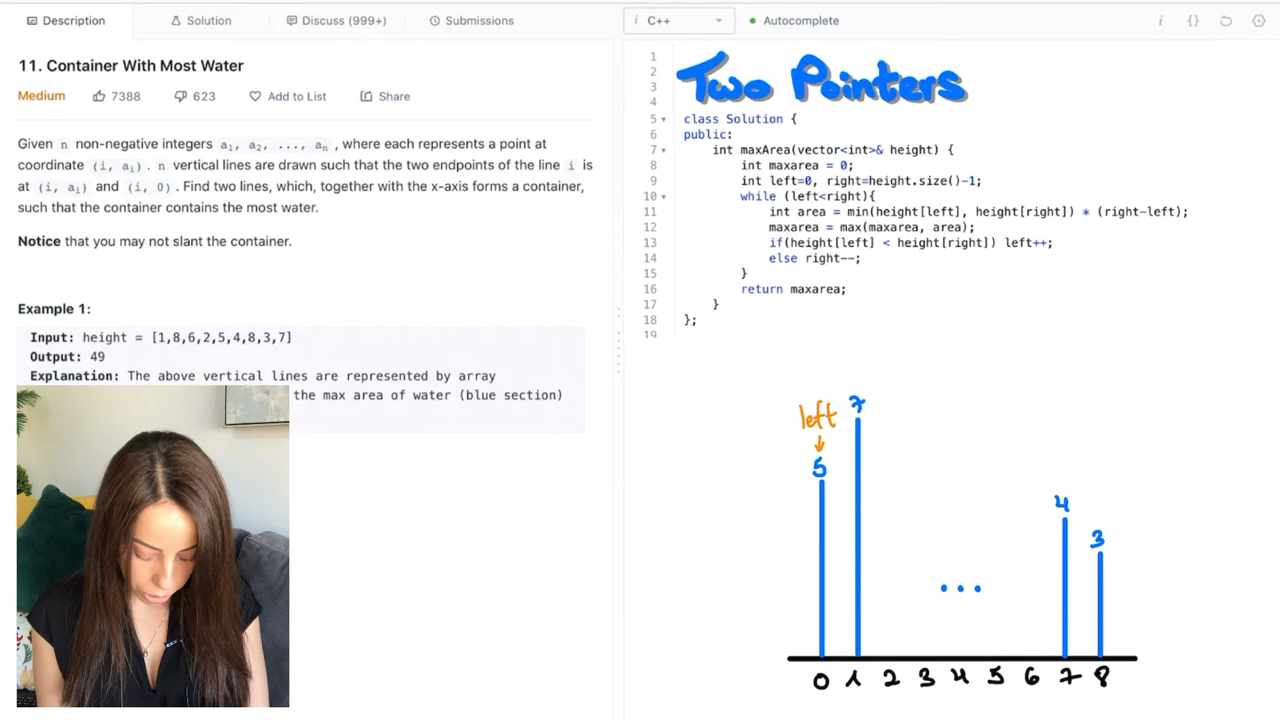 Description
Solution
Discuss (999+)
Submissions
i C++
Autocomplete
i {}
11. Container With Most Water
Medium 7388 623 Add to List Share
Given n non-negative integers a1, a2, ..., an , where each represents a point at
coordinate (i, ai) . n vertical lines are drawn such that the two endpoints of the line i is
at (i, ai) and (i, 0) . Find two lines, which, together with the x-axis forms a container,
such that the container contains the most water.
Notice that you may not slant the container.
Example 1:
Input: height = [1,8,6,2,5,4,8,3,7]
Output: 49
Explanation: The above vertical lines are represented by array
the max area of water (blue section)
Two Pointers
1
2
3
4
5 class Solution {
6 public:
7 int maxArea(vector<int>& height) {
8 int maxarea = 0;
9 int left=0, right=height.size()-1;
10 while (left<right){
11 int area = min(height[left], height[right]) * (right-left);
12 maxarea = max(maxarea, area);
13 if(height[left] < height[right]) left++;
14 else right--;
15 }
16 return maxarea;
17 }
18 };
19
left
7
5
4
3
...
0 1 2 3 4 5 6 7 8